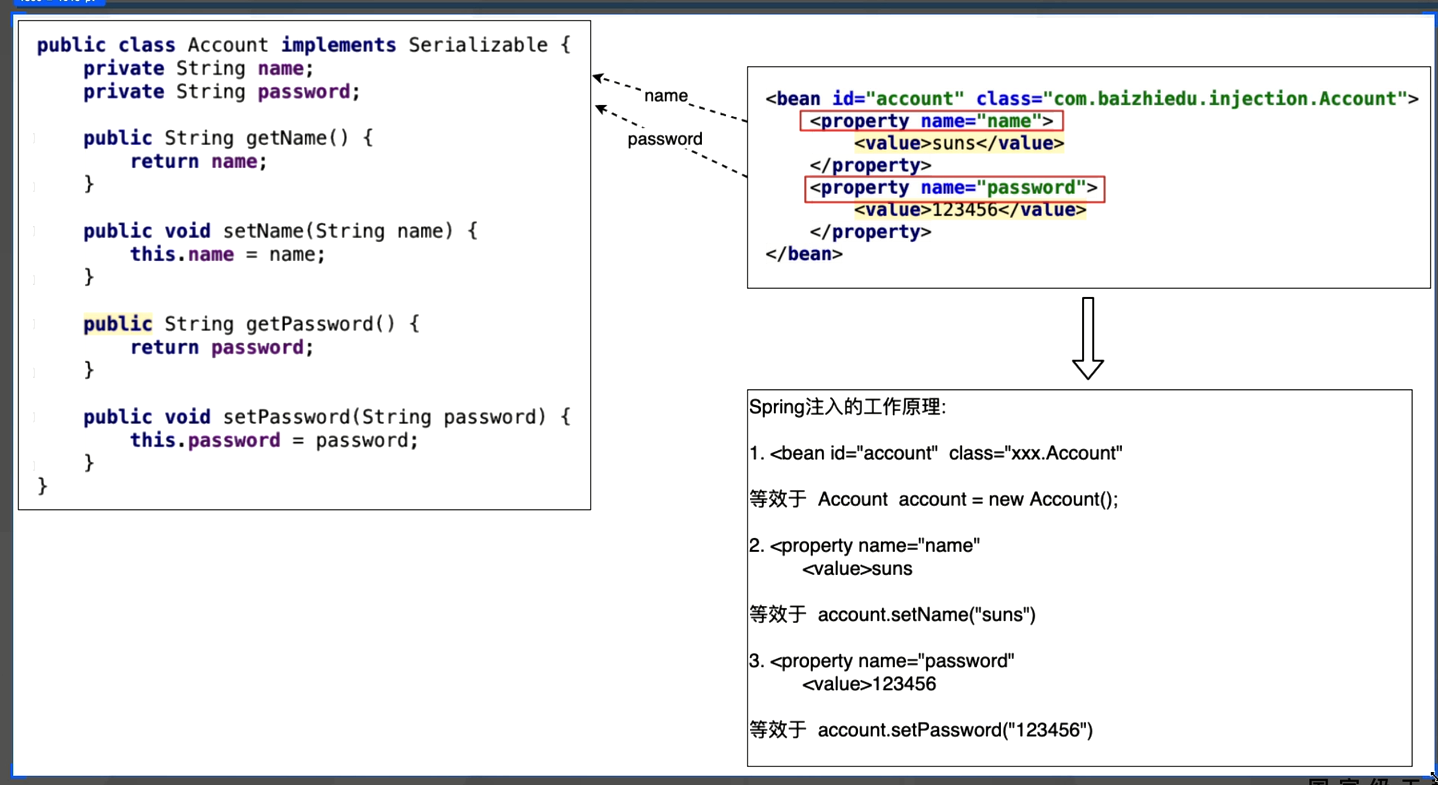 public class Account implements Serializable {
private String name;
private String password;
public String getName() {
return name;
}
public void setName(String name) {
this.name = name;
}
public String getPassword() {
return password;
}
public void setPassword(String password) {
this.password = password;
}
}
name
password
<bean id="account" class="com.baizhiedu.injection.Account">
<property name="name">
<value>suns</value>
</property>
<property name="password">
<value>123456</value>
</property>
</bean>
Spring注入的工作原理:
1. <bean id="account" class="xxx.Account"
等效于 Account account = new Account();
2. <property name="name"
<value>suns
等效于 account.setName("suns")
3. <property name="password"
<value>123456
等效于 account.setPassword("123456")